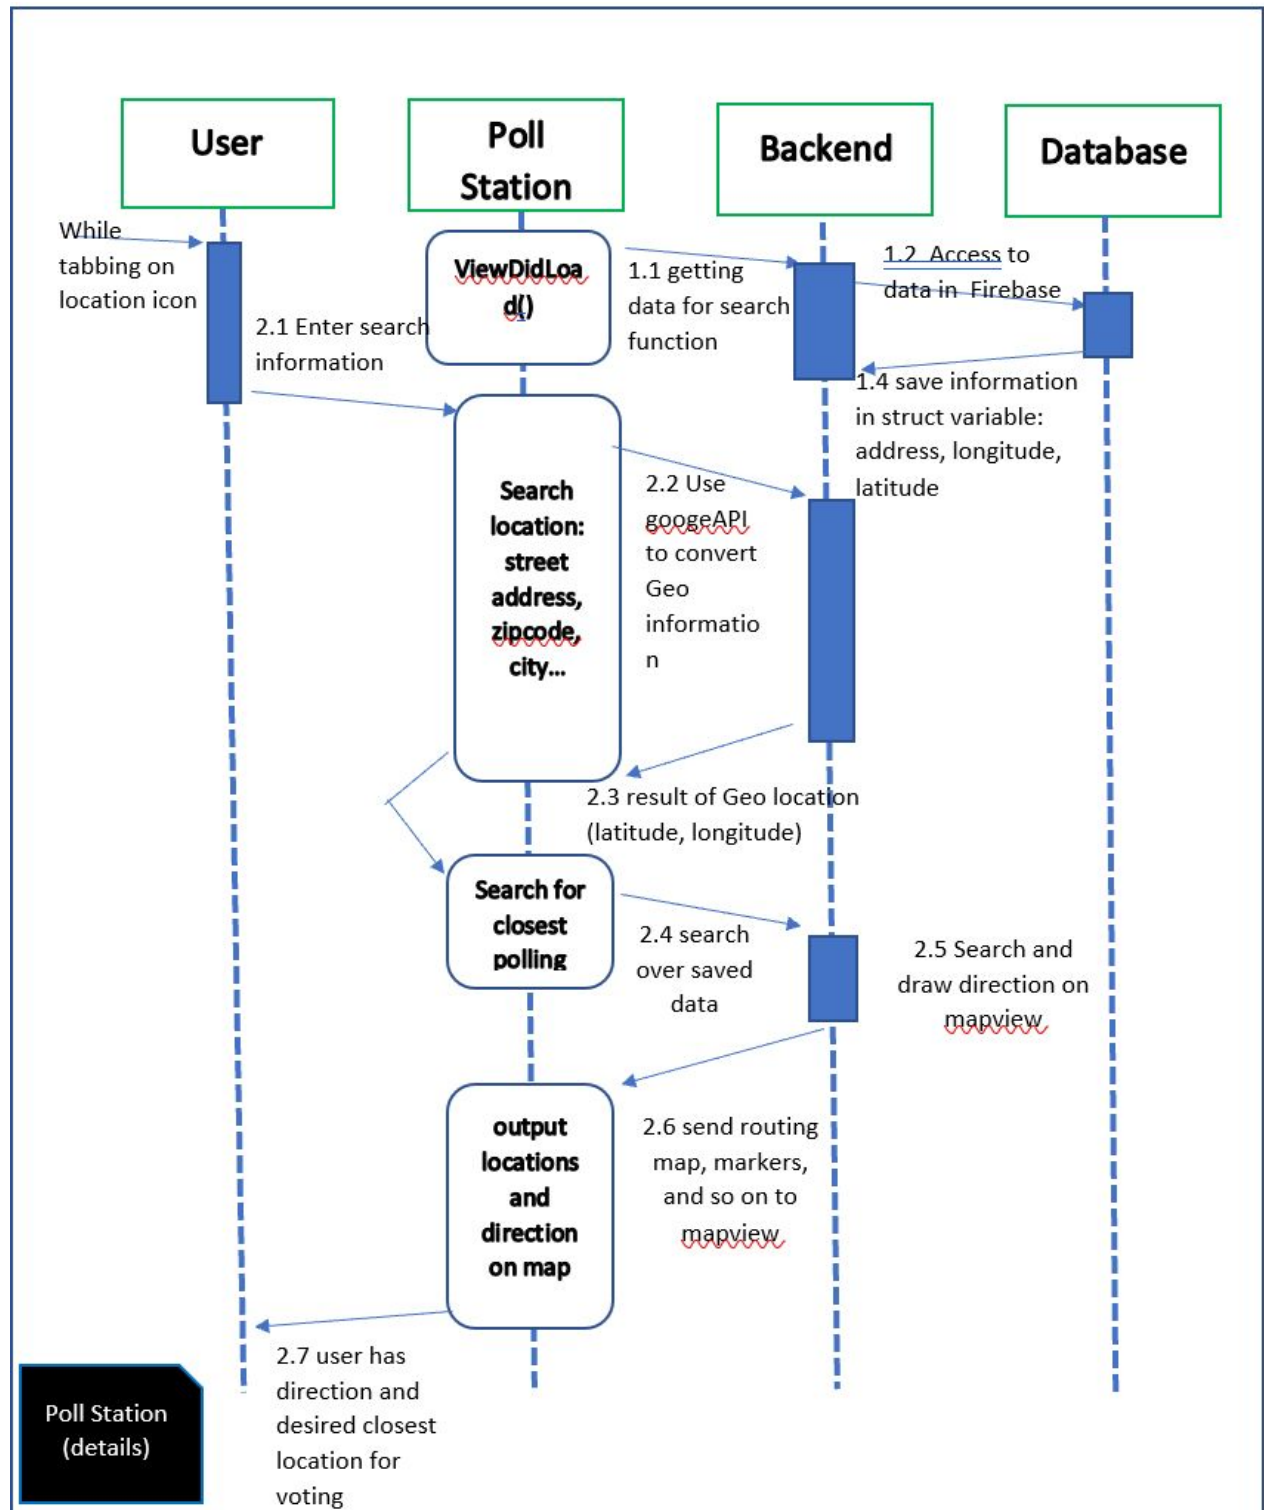 User
Poll
Station
Backend
Database
While
tabbing on
location icon
ViewDidLoa
d()
1.1 getting
data for search
function
1.2  Access to
data in  Firebase
2.1 Enter search
information
1.4 save information
in struct variable:
address, longitude,
latitude
Search
location:
street
address,
zipcode,
city...
2.2 Use
googeAPI
to convert
Geo
informatio
n
2.3 result of Geo location
(latitude, longitude)
Search for
closest
polling
2.4 search
over saved
data
2.5 Search and
draw direction on
mapview
output
locations
and
direction
on map
2.6 send routing
map, markers,
and so on to
mapview
2.7 user has
direction and
desired closest
location for
voting
Poll Station
(details)